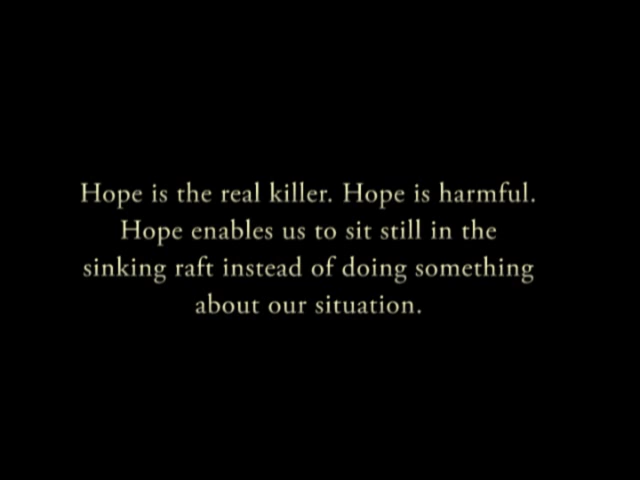 Hope is the real killer. Hope is harmful.
Hope enables us to sit still in the
sinking raft instead of doing something
about our situation.